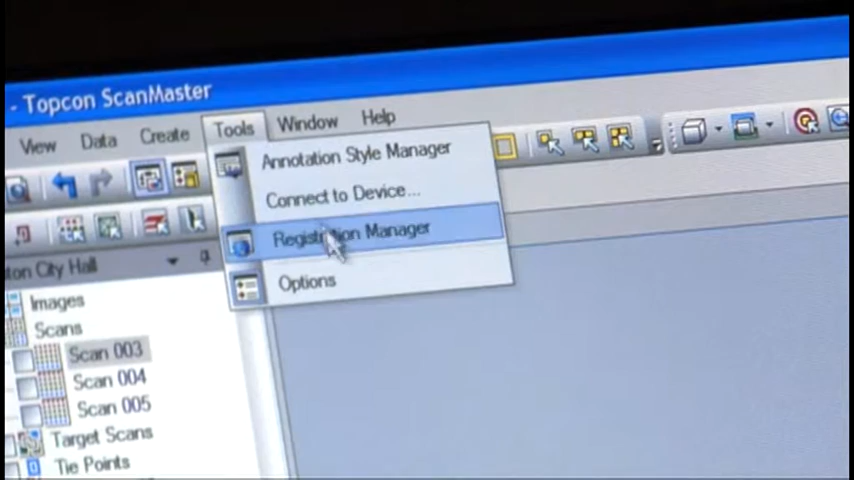 - Topcon ScanMaster
View Data Create Tools Window Help
Annotation Style Manager
Connect to Device...
Registration Manager
Options
ton City Hall
Images
Scans
Scan 003
Scan 004
Scan 005
Target Scans
Tie Points